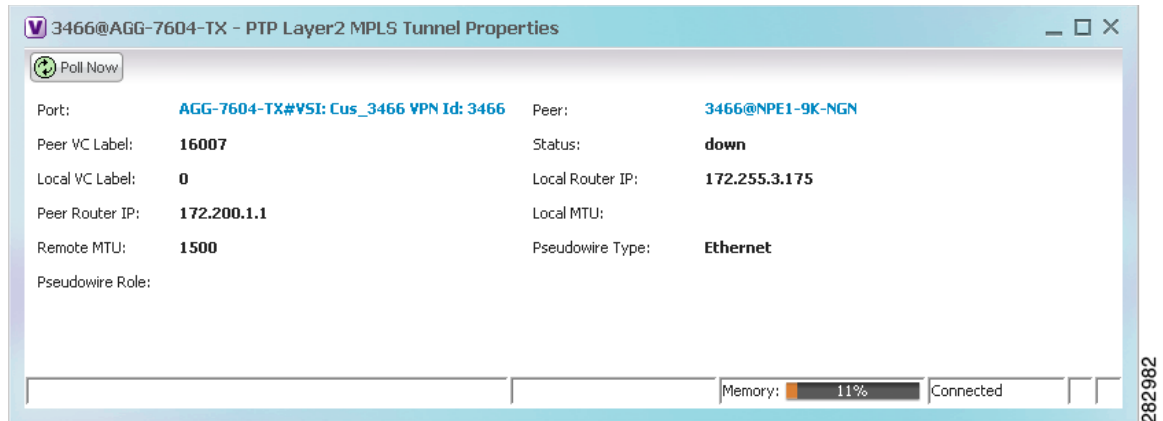 V 3466@AGG-7604-TX - PTP Layer2 MPLS Tunnel Properties
Poll Now
Port: AGG-7604-TX#VSI: Cus_3466 VPN Id: 3466 Peer: 3466@NPE1-9K-NGN
Peer VC Label: 16007 Status: down
Local VC Label: 0 Local Router IP: 172.255.3.175
Peer Router IP: 172.200.1.1 Local MTU:
Remote MTU: 1500 Pseudowire Type: Ethernet
Pseudowire Role:
Memory: 11% Connected
282982